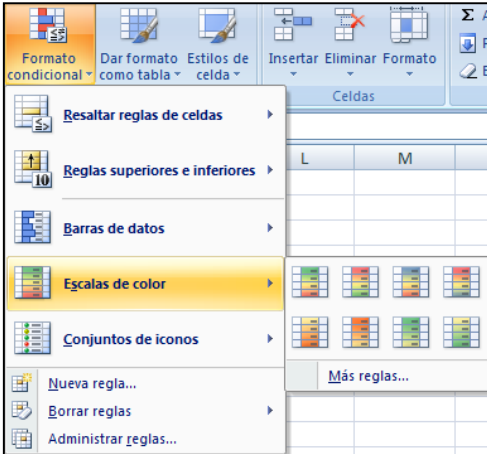 Formato condicional
Dar formato como tabla
Estilos de celda
Insertar Eliminar Formato
Σ
Celdas
Resaltar reglas de celdas
Reglas superiores e inferiores
10
L M
Barras de datos
Escalas de color
Conjuntos de iconos
Más reglas...
Nueva regla...
Borrar reglas
Administrar reglas...